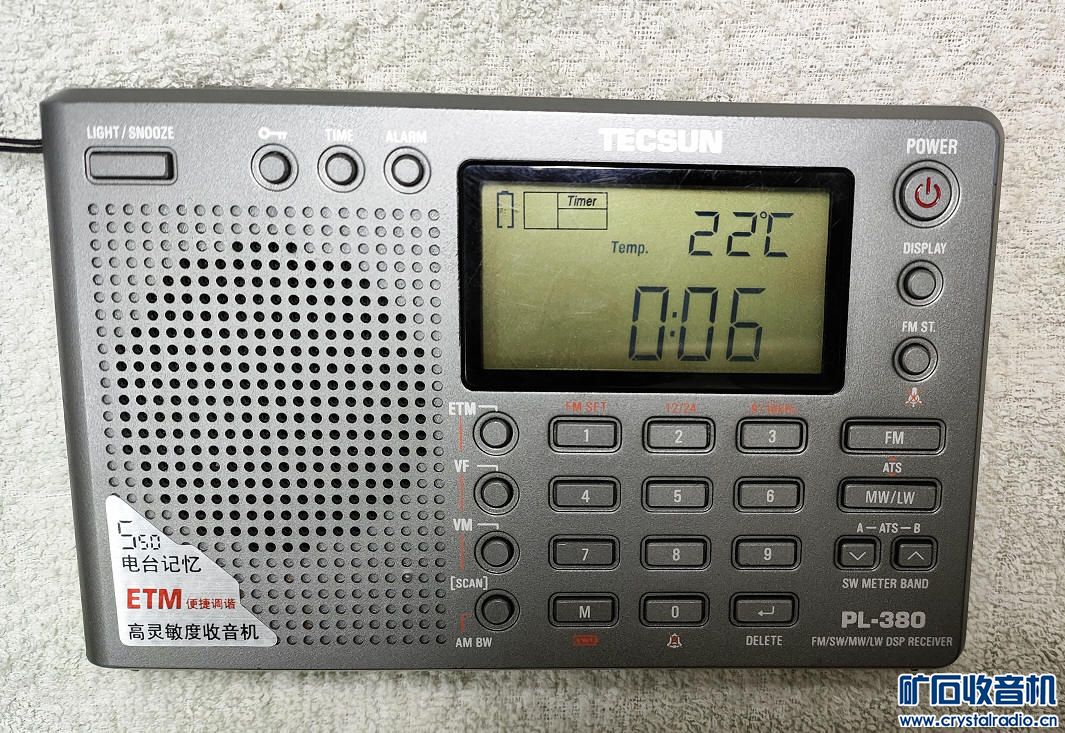 LIGHT / SNOOZE
TIME
ALARM
TECSUN
POWER
Timer
Temp.
22℃
0:06
DISPLAY
FM ST.
ETM
FM SET
12/24
1
2
3
FM
VF
ATS
4
5
6
MW/LW
VM
A — ATS — B
7
8
9
[SCAN]
SW METER BAND
M
0
AM BW
DELETE
PL-380
FM/SW/MW/LW DSP RECEIVER
550
电台记忆
ETM 便捷调谐
高灵敏度收音机
矿石收音机
www.crystalradio.cn